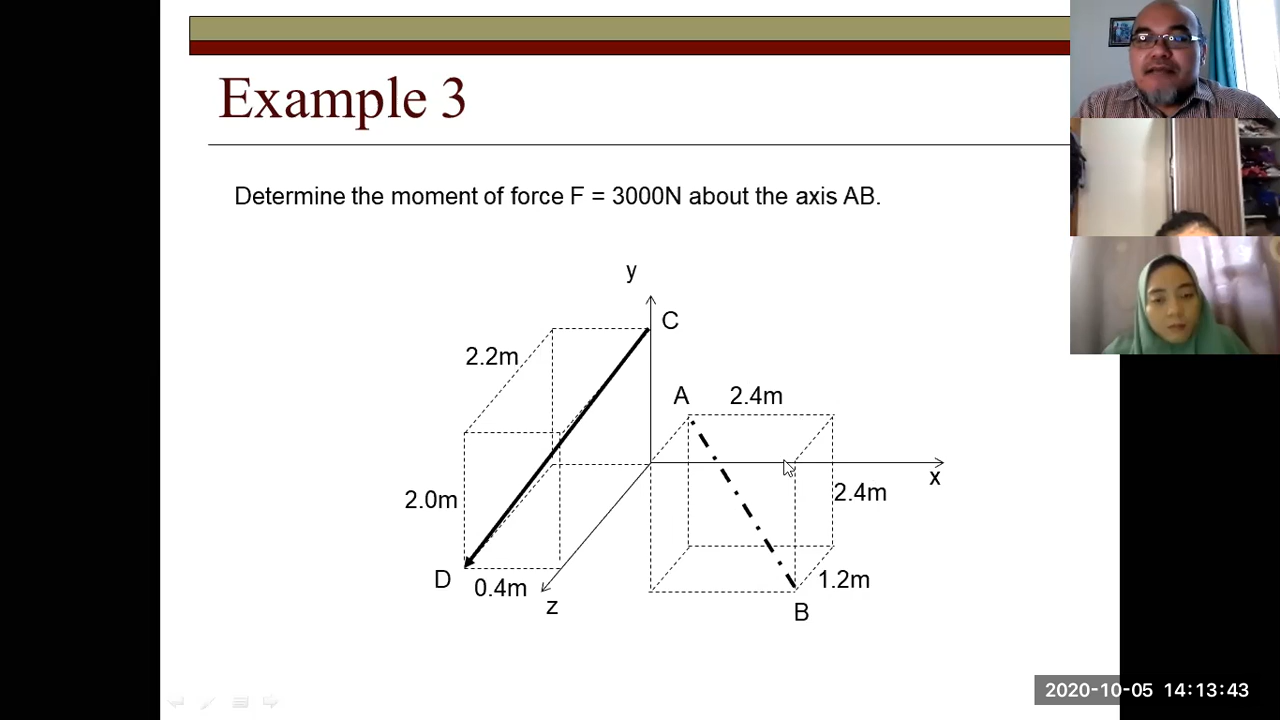 Example 3
Determine the moment of force F = 3000N about the axis AB.
y
C
2.2m
A
2.4m
x
2.4m
2.0m
D
0.4m
z
1.2m
B
2020-10-05 14:13:43